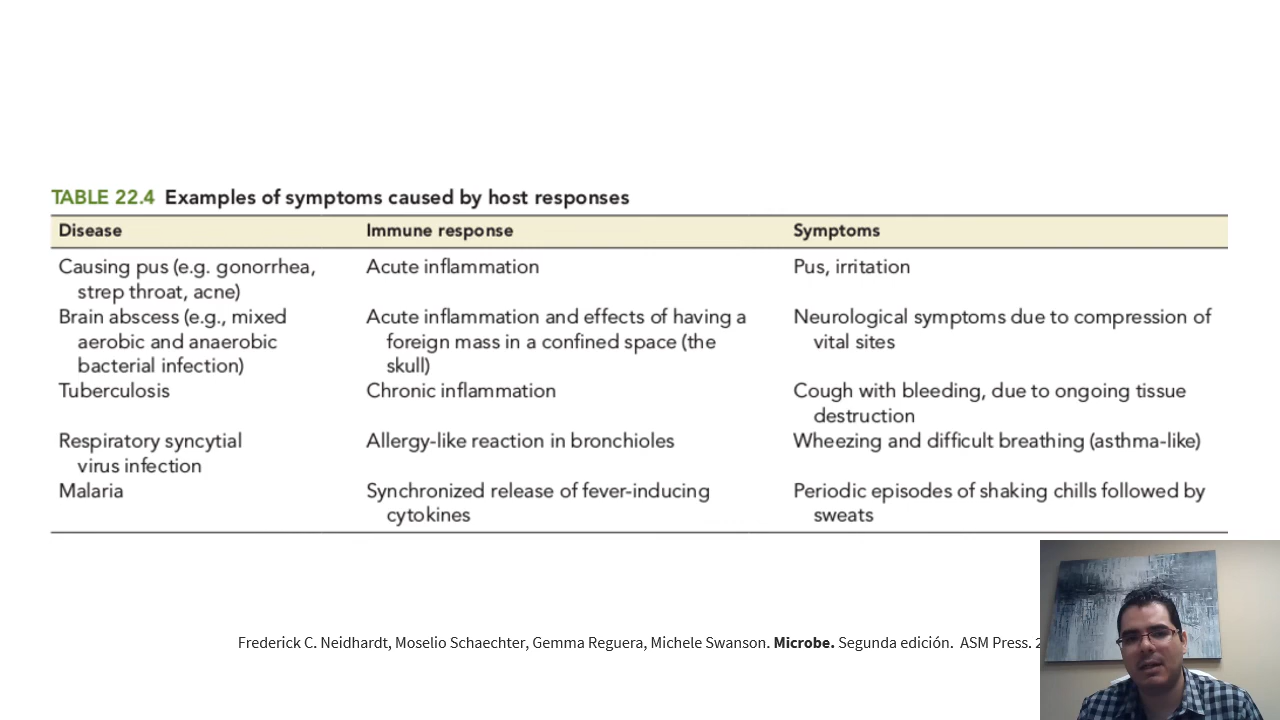 TABLE 22.4 Examples of symptoms caused by host responses
Disease Immune response Symptoms
Causing pus (e.g. gonorrhea, Acute inflammation Pus, irritation
strep throat, acne)
Brain abscess (e.g., mixed Acute inflammation and effects of having a Neurological symptoms due to compression of
aerobic and anaerobic foreign mass in a confined space (the vital sites
bacterial infection) skull)
Tuberculosis Chronic inflammation Cough with bleeding, due to ongoing tissue
destruction
Respiratory syncytial Allergy-like reaction in bronchioles Wheezing and difficult breathing (asthma-like)
virus infection
Malaria Synchronized release of fever-inducing Periodic episodes of shaking chills followed by
cytokines sweats
Frederick C. Neidhardt, Moselio Schaechter, Gemma Reguera, Michele Swanson. Microbe. Segunda edición. ASM Press.